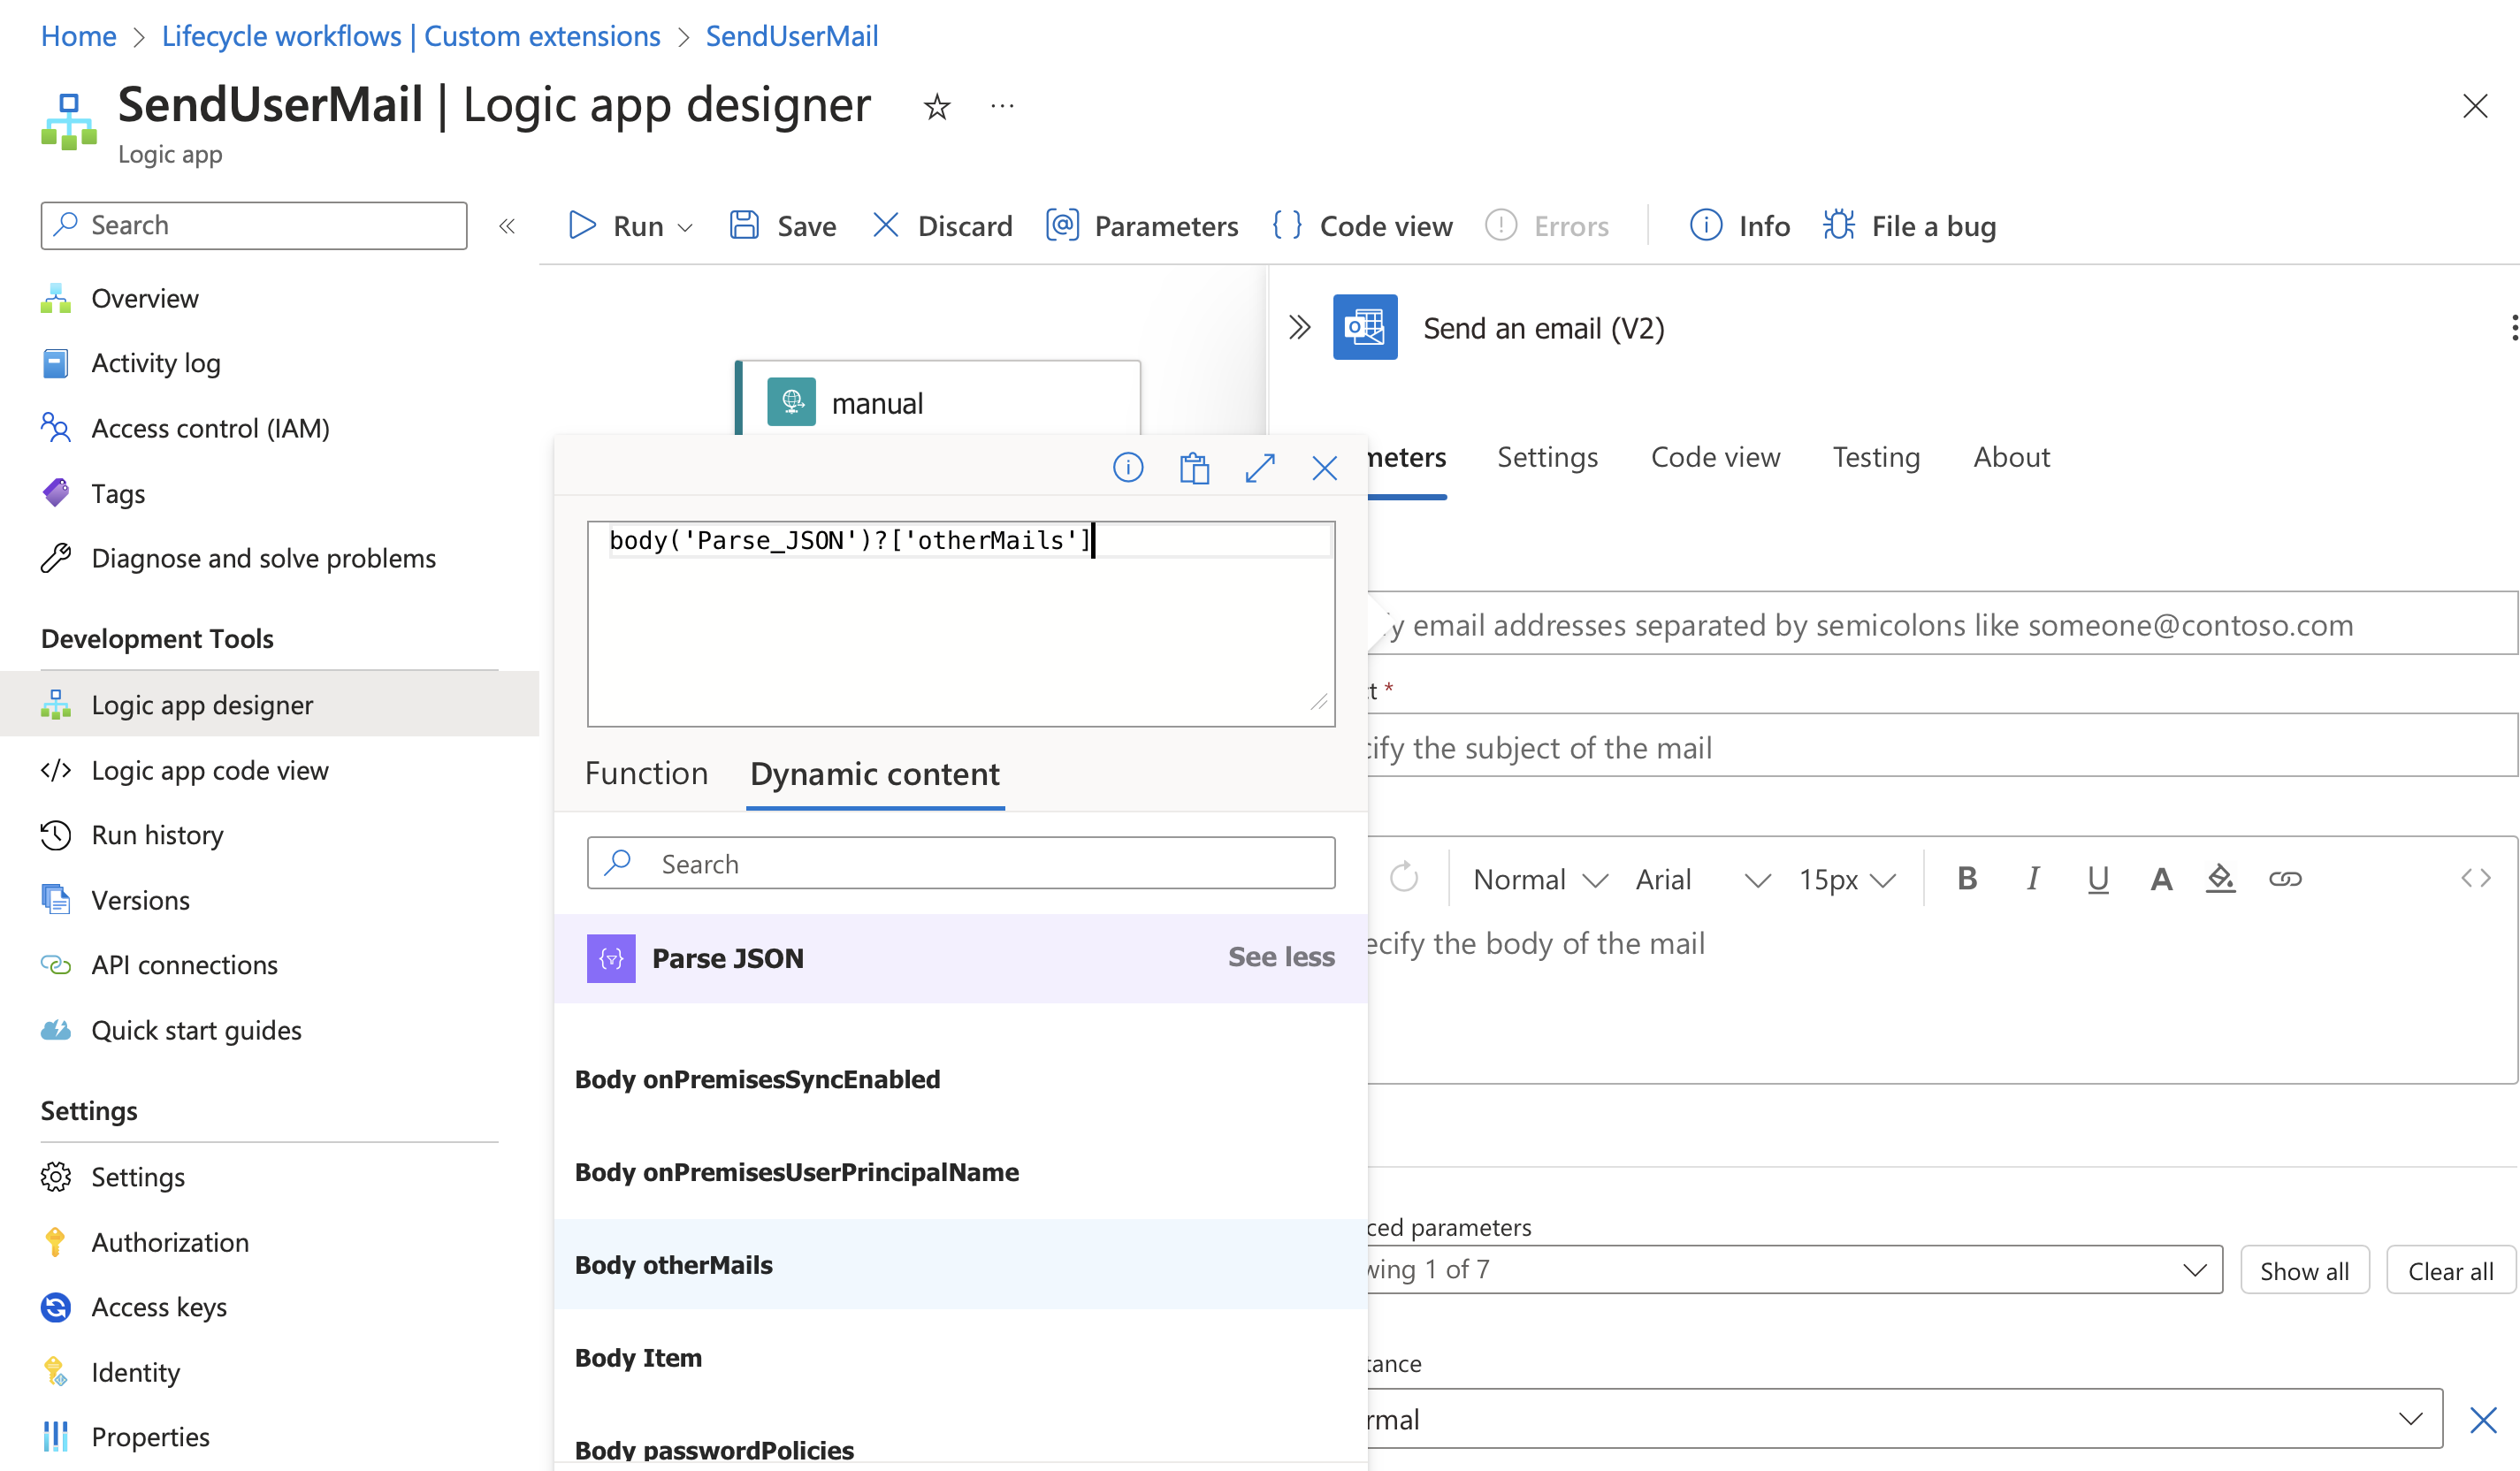 Home > Lifecycle workflows | Custom extensions > SendUserMail
SendUserMail | Logic app designer
Logic app
Search
Run
Save
Discard
Parameters
Code view
Errors
Info
File a bug
Overview
Activity log
Access control (IAM)
Tags
Diagnose and solve problems
Development Tools
Logic app designer
Logic app code view
Run history
Versions
API connections
Quick start guides
Settings
Settings
Authorization
Access keys
Identity
Properties
manual
body('Parse_JSON')?['otherMails']
Function
Dynamic content
Search
Parse JSON
See less
Body onPremisesSyncEnabled
Body onPremisesUserPrincipalName
Body otherMails
Body Item
Body passwordPolicies
Send an email (V2)
meters
Settings
Code view
Testing
About
y email addresses separated by semicolons like someone@contoso.com
t *
cify the subject of the mail
Normal
Arial
15px
B
I
U
A
ecify the body of the mail
ced parameters
wing 1 of 7
Show all
Clear all
tance
rmal